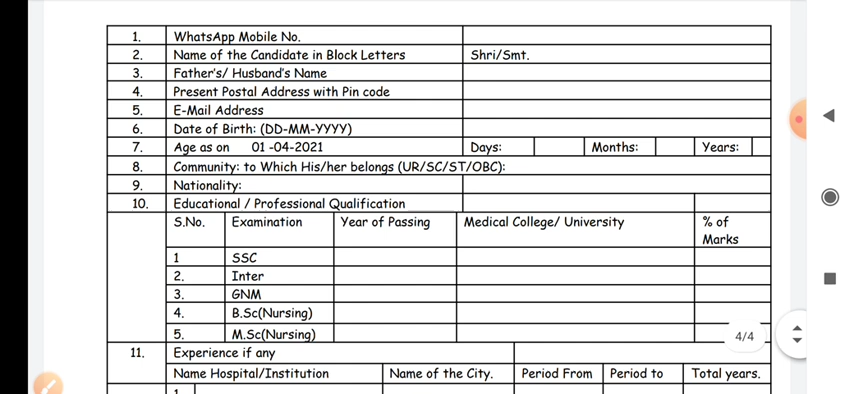 1. WhatsApp Mobile No.
2. Name of the Candidate in Block Letters Shri/Smt.
3. Father's/ Husband's Name
4. Present Postal Address with Pin code
5. E-Mail Address
6. Date of Birth: (DD-MM-YYYY)
7. Age as on 01 -04-2021 Days: Months: Years:
8. Community: to Which His/her belongs (UR/SC/ST/OBC):
9. Nationality:
10. Educational / Professional Qualification
S.No. Examination Year of Passing Medical College/ University % of
Marks
1 SSC
2. Inter
3. GNM
4. B.Sc(Nursing)
5. M.Sc(Nursing)
4/4
11. Experience if any
Name Hospital/Institution Name of the City. Period From Period to Total years.
1.